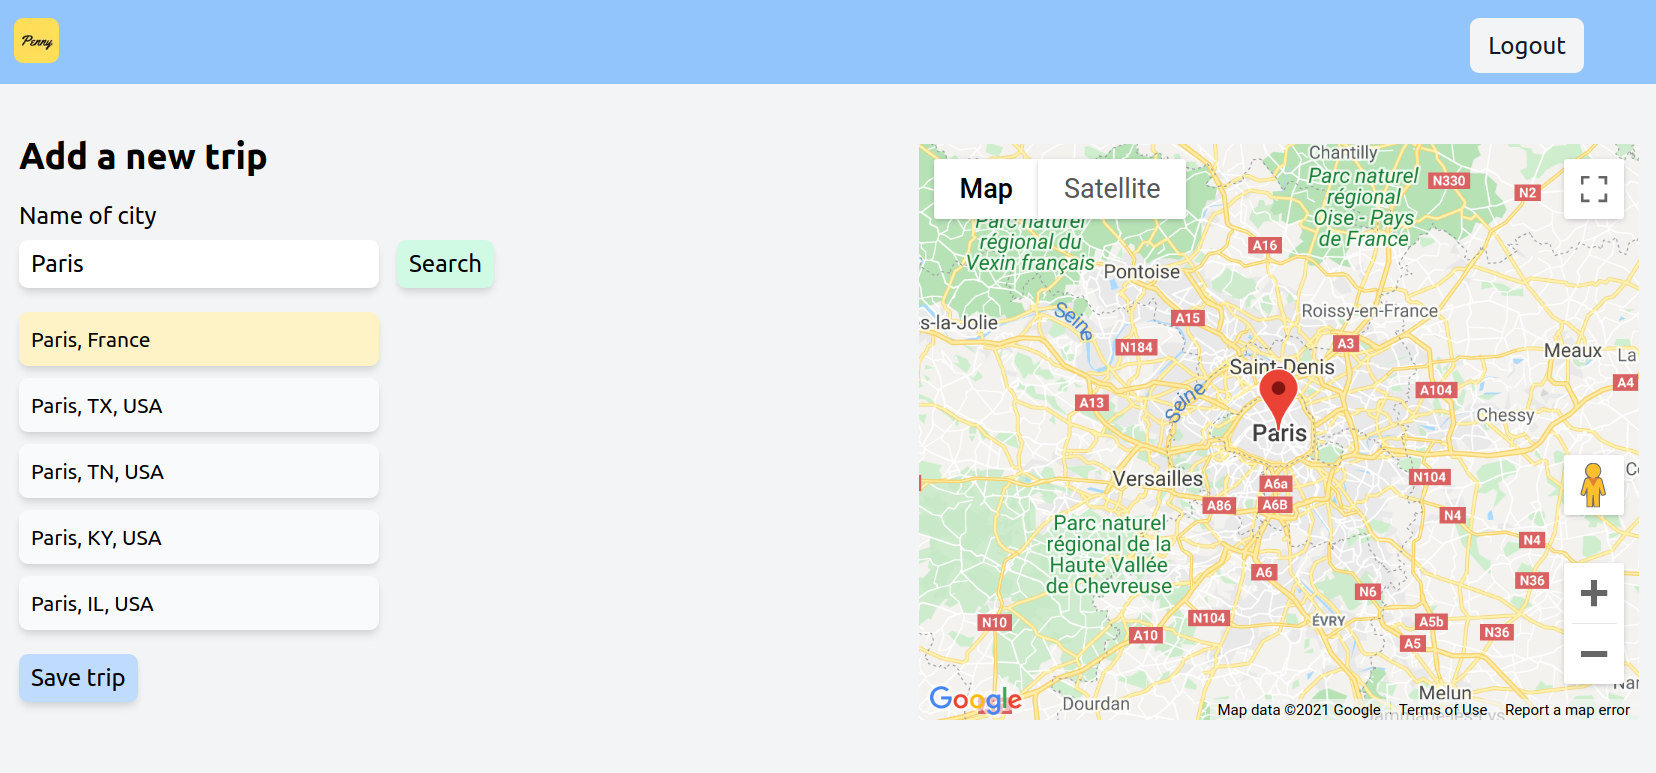 Penny
Logout
Add a new trip
Name of city
Paris
Search
Paris, France
Paris, TX, USA
Paris, TN, USA
Paris, KY, USA
Paris, IL, USA
Save trip
Map
Satellite
Chantilly
Parc naturel
régional
Oise - Pays
de France
N330
N2
Parc naturel
régional du
Vexin français
A16
Pontoise
Roissy-en-France
s-la-Jolie
Seine
A15
N184
A3
Meaux
La
Saint-Denis
A4
A13
Seine
A104
Chessy
Paris
Versailles
A6a
N104
A86
A6B
N4
Parc naturel
régional de la
Haute Vallée
de Chevreuse
N4
A6
N36
N6
N10
N104
ÉVRY
A5b
A10
A5
N36
Melun
Dourdan
Google
Map data ©2021 Google
Terms of Use
Report a map error